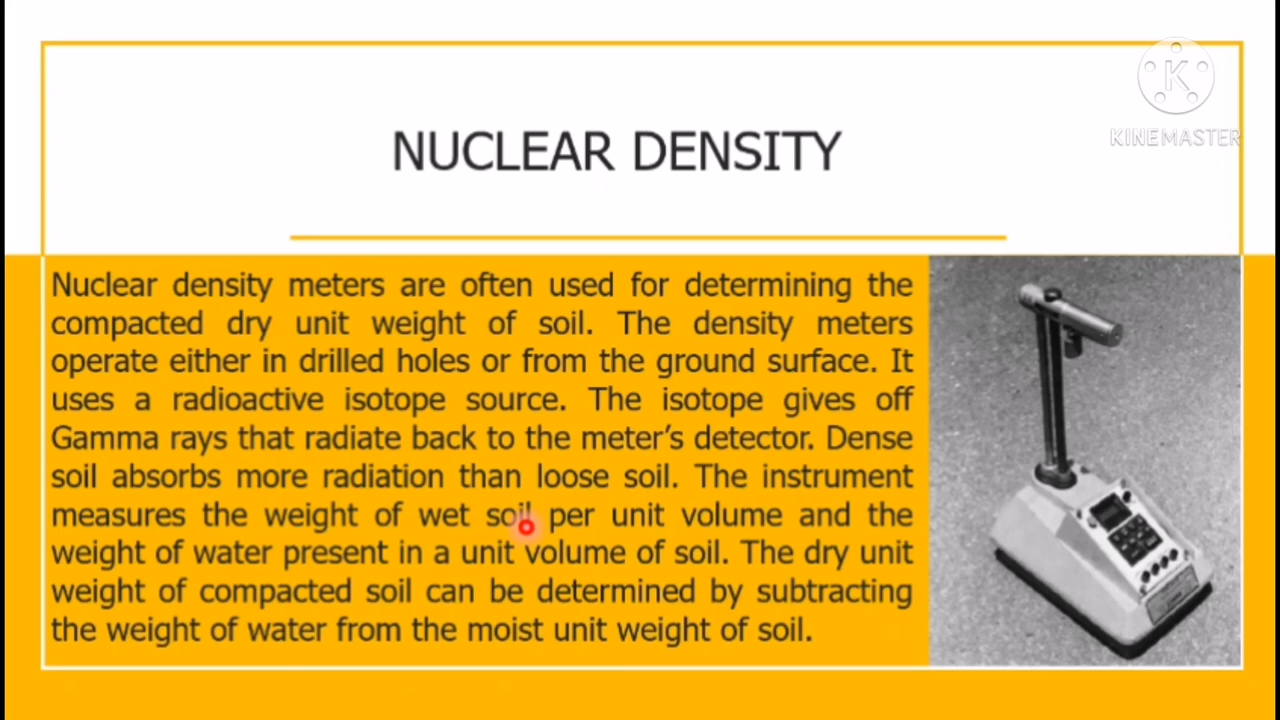 NUCLEAR DENSITY
K
KINEMASTER
Nuclear density meters are often used for determining the
compacted dry unit weight of soil. The density meters
operate either in drilled holes or from the ground surface. It
uses a radioactive isotope source. The isotope gives off
Gamma rays that radiate back to the meter’s detector. Dense
soil absorbs more radiation than loose soil. The instrument
measures the weight of wet soil per unit volume and the
weight of water present in a unit volume of soil. The dry unit
weight of compacted soil can be determined by subtracting
the weight of water from the moist unit weight of soil.